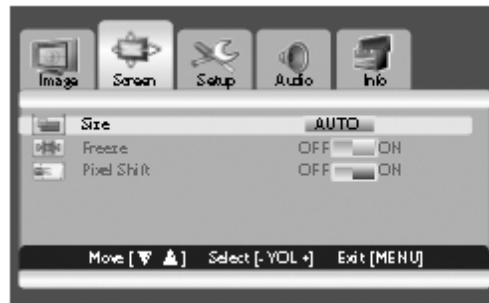 Image Screen Setup Audio Info
Size AUTO
Freeze OFF ON
Pixel Shift OFF ON
Move [▼ ▲] Select [- VOL +] Exit [MENU]